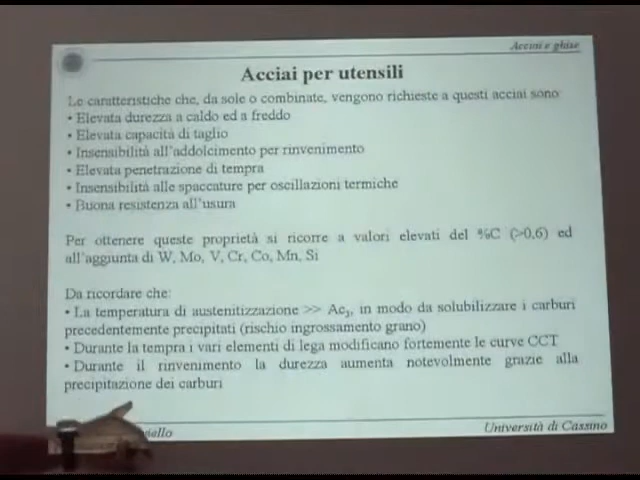 Acciai e ghise
Acciai per utensili
Le caratteristiche che, da sole o combinate, vengono richieste a questi acciai sono:
• Elevata durezza a caldo ed a freddo
• Elevata capacità di taglio
• Insensibilità all'addolcimento per rinvenimento
• Elevata penetrazione di tempra
• Insensibilità alle spaccature per oscillazioni termiche
• Buona resistenza all'usura
Per ottenere queste proprietà si ricorre a valori elevati del %C (>0,6) ed
all'aggiunta di W, Mo, V, Cr, Co, Mn, Si
Da ricordare che:
• La temperatura di austenitizzazione >> Ac3, in modo da solubilizzare i carburi
precedentemente precipitati (rischio ingrossamento grano)
• Durante la tempra i vari elementi di lega modificano fortemente le curve CCT
• Durante il rinvenimento la durezza aumenta notevolmente grazie alla
precipitazione dei carburi
Università di Cassino